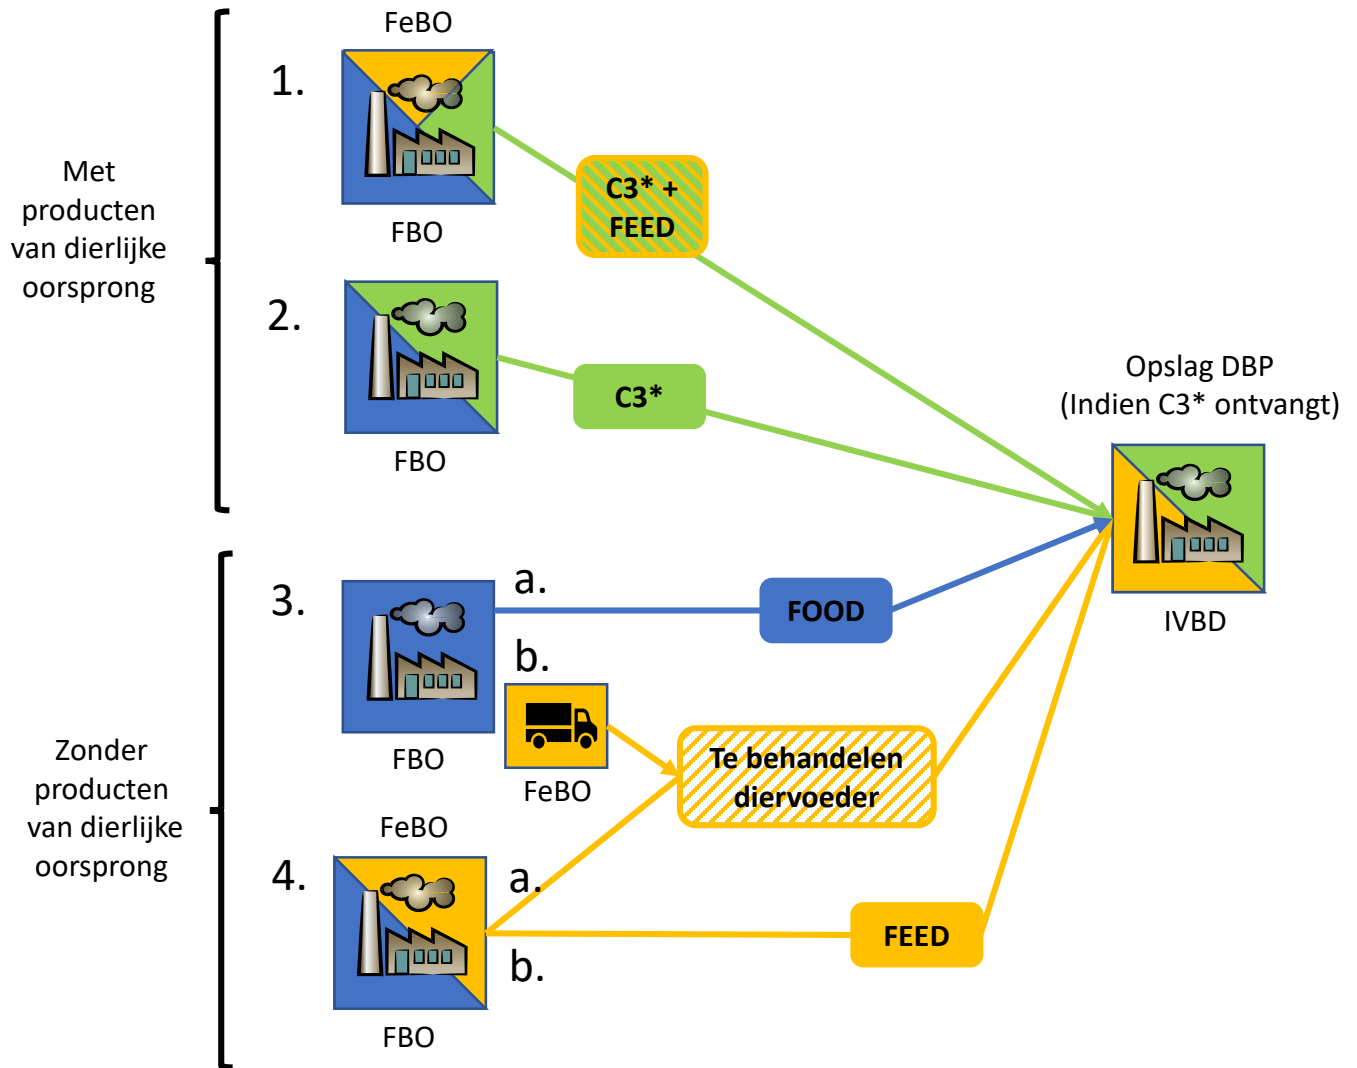 Met
producten
van dierlijke
oorsprong
1.
FeBO
FBO
C3* +
FEED
2.
FBO
C3*
Opslag DBP
(Indien C3* ontvangt)
IVBD
Zonder
producten
van dierlijke
oorsprong
3.
FBO
a.
FOOD
b.
FeBO
Te behandelen
diervoeder
4.
FeBO
FBO
a.
b.
FEED